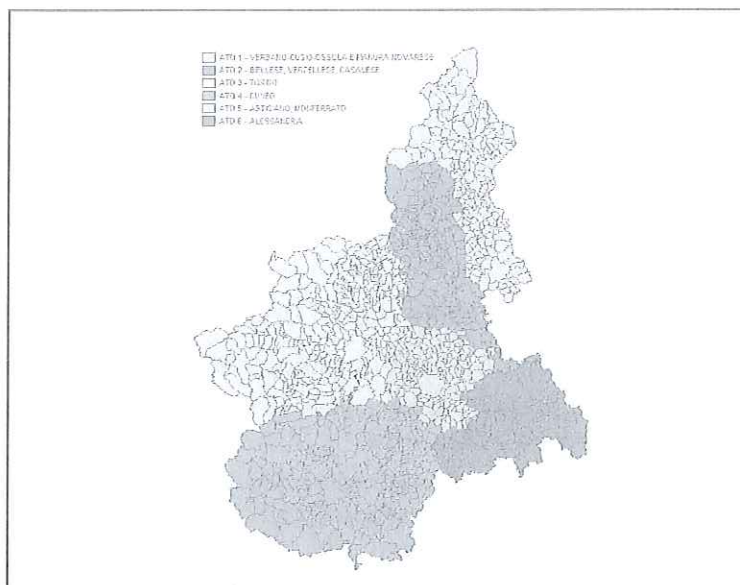 ATO 1 - VERBANO-CUSIO-OSSOLA E PIANURA NOVARESE
ATO 2 - BIELLESE, VERCELLESE, CASALESE
ATO 3 - TORINO
ATO 4 - CUNEO
ATO 5 - ASTIGIANO, MONFERRATO
ATO 6 - ALESSANDRIA